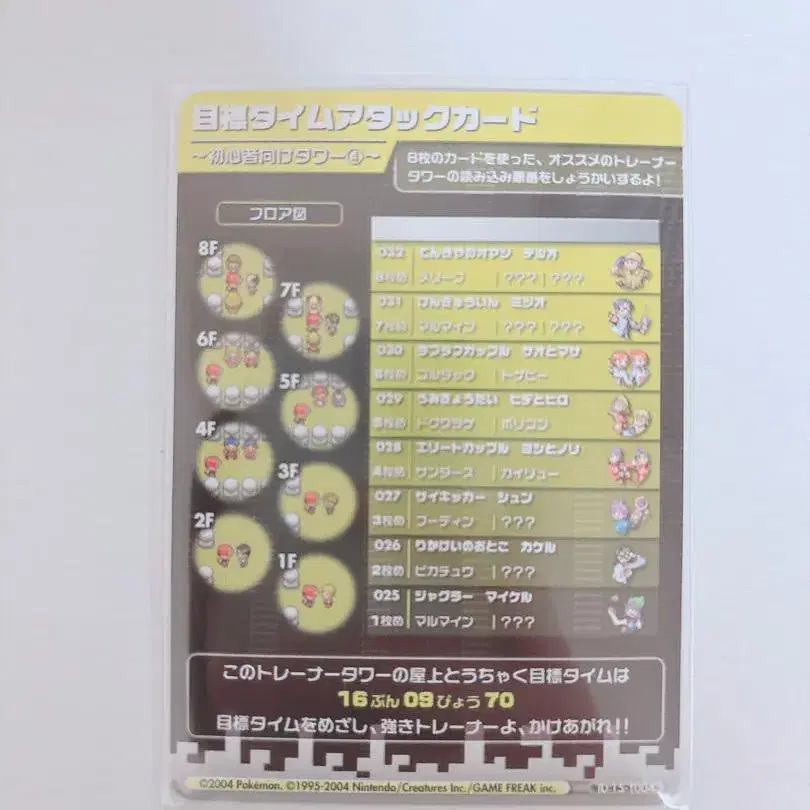 目標タイムアタックカード
～初心者向けタワー④～
8枚のカードを使った、オススメのトレーナー
タワーの読み込み順番をしょうかいするよ!
フロア図
8F
7F
6F
5F
4F
3F
2F
1F
032 とんきゃのオヤジ テツオ
8枚め メリープ ??? ???
031 けんきゅういん ミツオ
7枚め マルマイン ??? ???
030 ラブラブカップル ザオとマサ
6枚め ゴルダック トサキー
029 うみきょうだい ヒデとヒロ
5枚め ドククラゲ ポリゴン
028 エリートカップル ヨシとノリ
4枚め サンダース カイリュー
027 サイキッカー シュン
3枚め フーディン ???
026 りかけいのおとこ カケル
2枚め ピカチュウ ???
025 ジャグラー マイケル
1枚め マルマイン ???
このトレーナータワーの屋上とうちゃく目標タイムは
16ぷん 09びょう 70
目標タイムをめざし、強きトレーナーよ、かけあがれ!!
©2004 Pokémon. ©1995-2004 Nintendo/Creatures Inc./GAME FREAK inc.